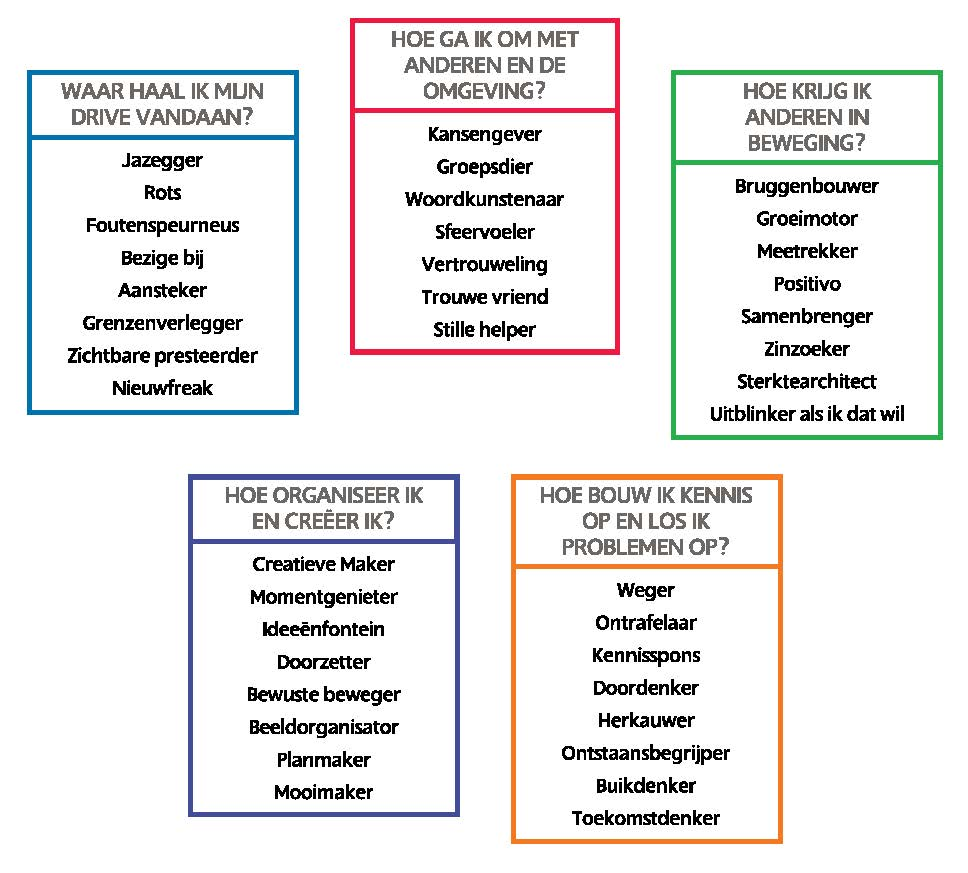 WAAR HAAL IK MIJN
DRIVE VANDAAN?
Jazegger
Rots
Foutenspeurneus
Bezige bij
Aansteker
Grenzenverlegger
Zichtbare presteerder
Nieuwfreak
HOE GA IK OM MET
ANDEREN EN DE
OMGEVING?
Kansengever
Groepsdier
Woordkunstenaar
Sfeervoeler
Vertrouweling
Trouwe vriend
Stille helper
HOE KRIJG IK
ANDEREN IN
BEWEGING?
Bruggenbouwer
Groeimotor
Meetrekker
Positivo
Samenbrenger
Zinzoeker
Sterktearchitect
Uitblinker als ik dat wil
HOE ORGANISEER IK
EN CREËER IK?
Creatieve Maker
Momentgenieter
Ideeënfontein
Doorzetter
Bewuste beweger
Beeldorganisator
Planmaker
Mooimaker
HOE BOUW IK KENNIS
OP EN LOS IK
PROBLEMEN OP?
Weger
Ontrafelaar
Kennisspons
Doordenker
Herkauwer
Ontstaansbegrijper
Buikdenker
Toekomstdenker